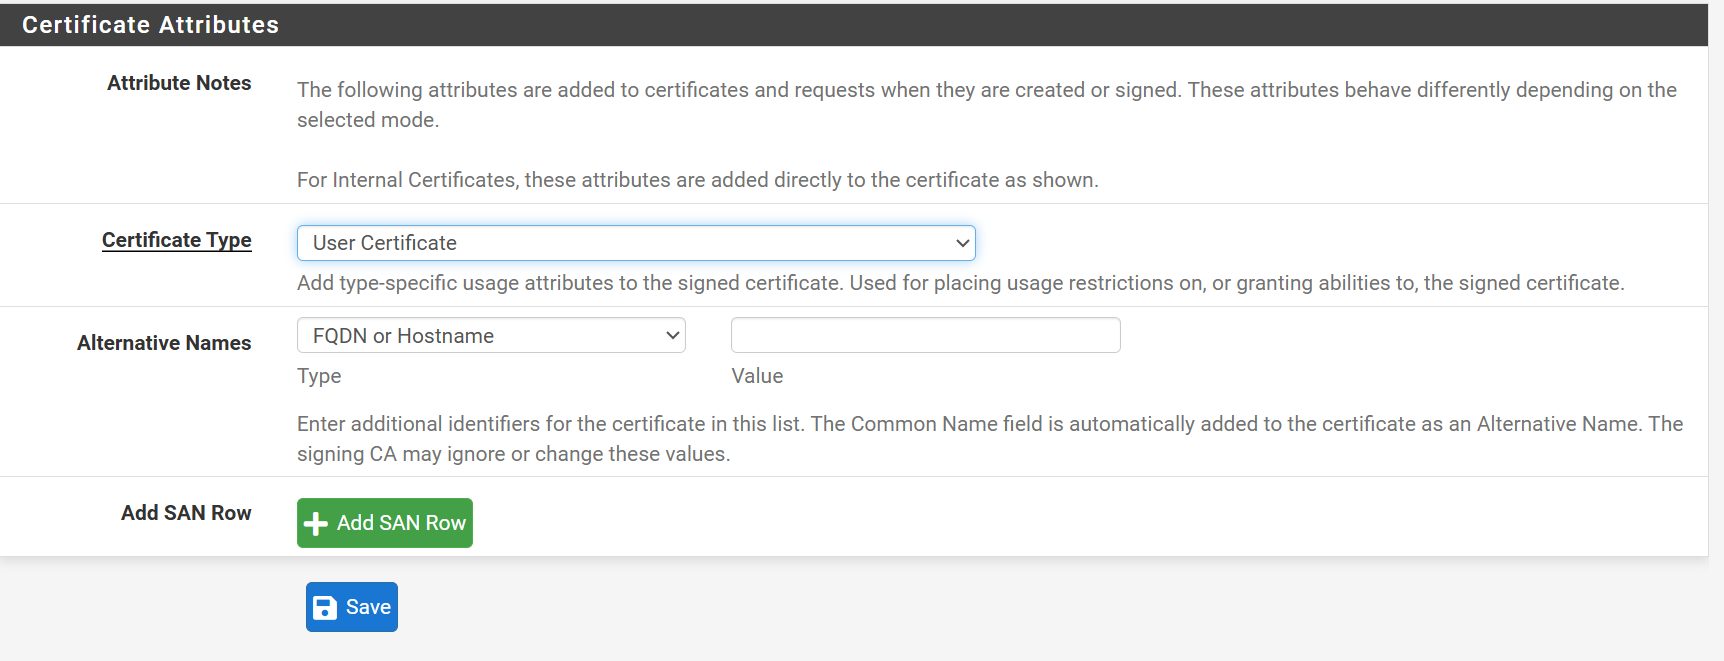 Certificate Attributes
Attribute Notes
The following attributes are added to certificates and requests when they are created or signed. These attributes behave differently depending on the
selected mode.
For Internal Certificates, these attributes are added directly to the certificate as shown.
Certificate Type
User Certificate
Add type-specific usage attributes to the signed certificate. Used for placing usage restrictions on, or granting abilities to, the signed certificate.
Alternative Names
FQDN or Hostname
Type
Value
Enter additional identifiers for the certificate in this list. The Common Name field is automatically added to the certificate as an Alternative Name. The
signing CA may ignore or change these values.
Add SAN Row
Add SAN Row
Save